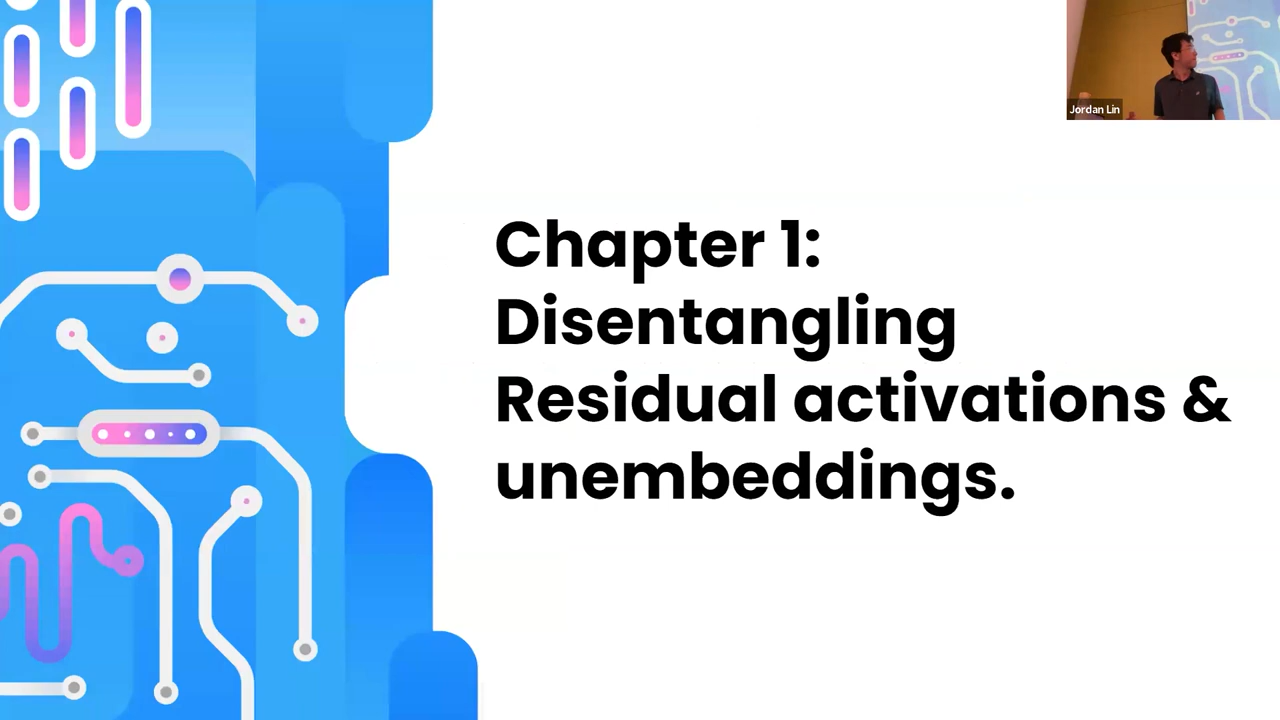 Jordan Lin
Chapter 1:
Disentangling
Residual activations &
unembeddings.